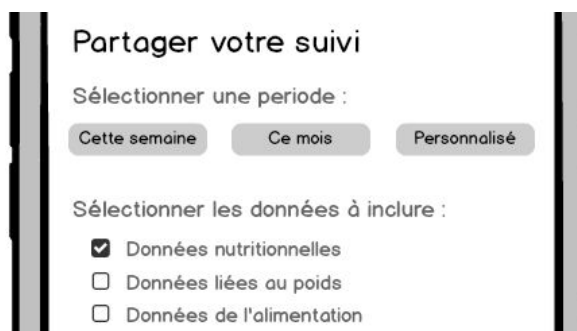 Partager votre suivi
Sélectionner une periode :
Cette semaine Ce mois Personnalisé
Sélectionner les données à inclure :
Données nutritionnelles
Données liées au poids
Données de l'alimentation